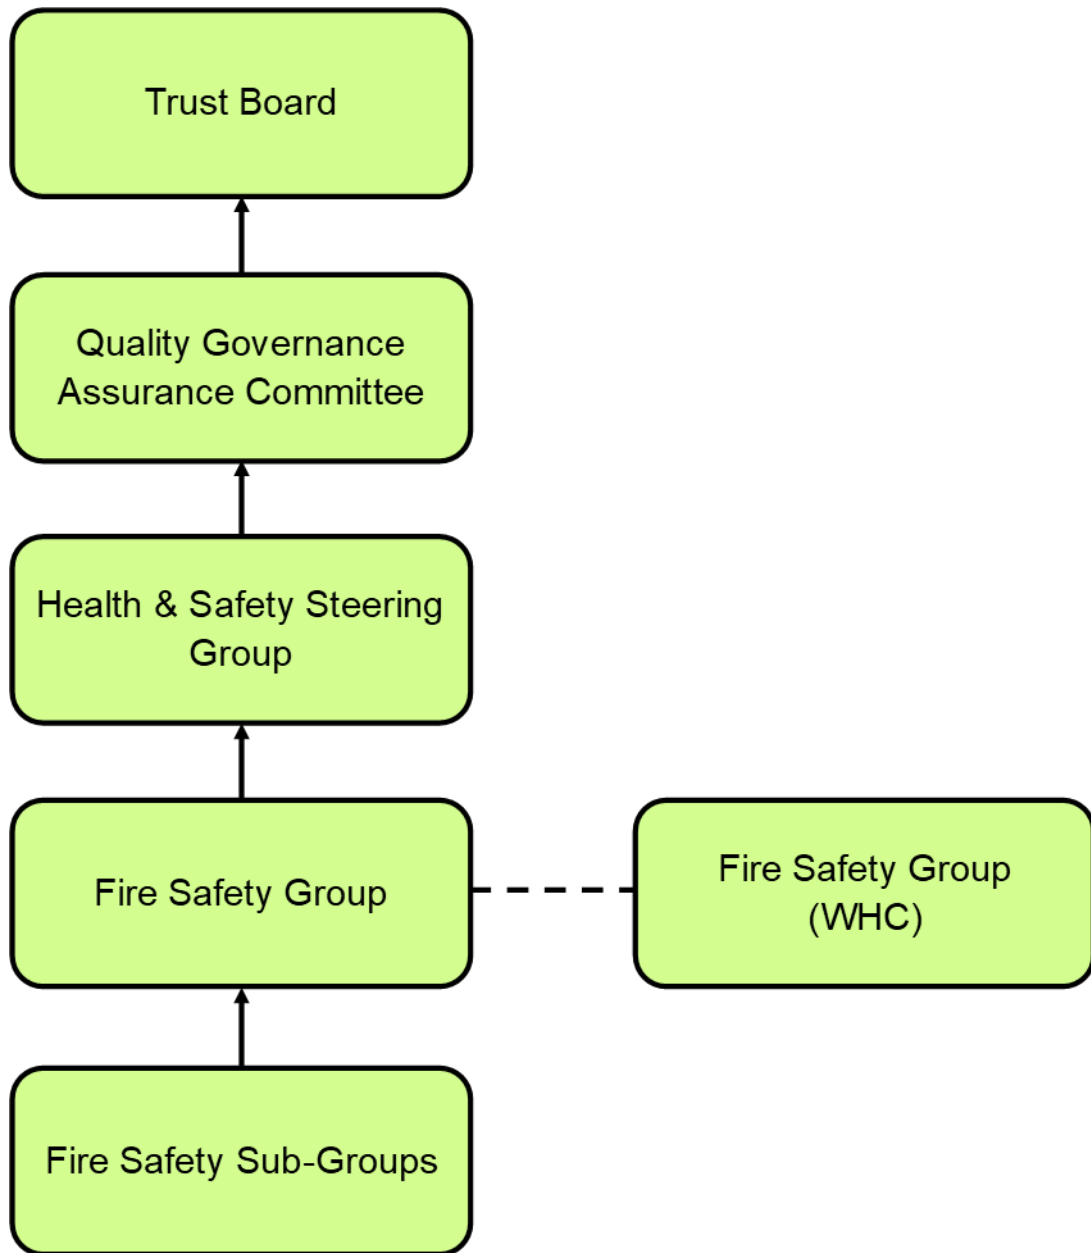 Trust Board
Quality Governance
Assurance Committee
Health & Safety Steering
Group
Fire Safety Group
Fire Safety Group
(WHC)
Fire Safety Sub-Groups